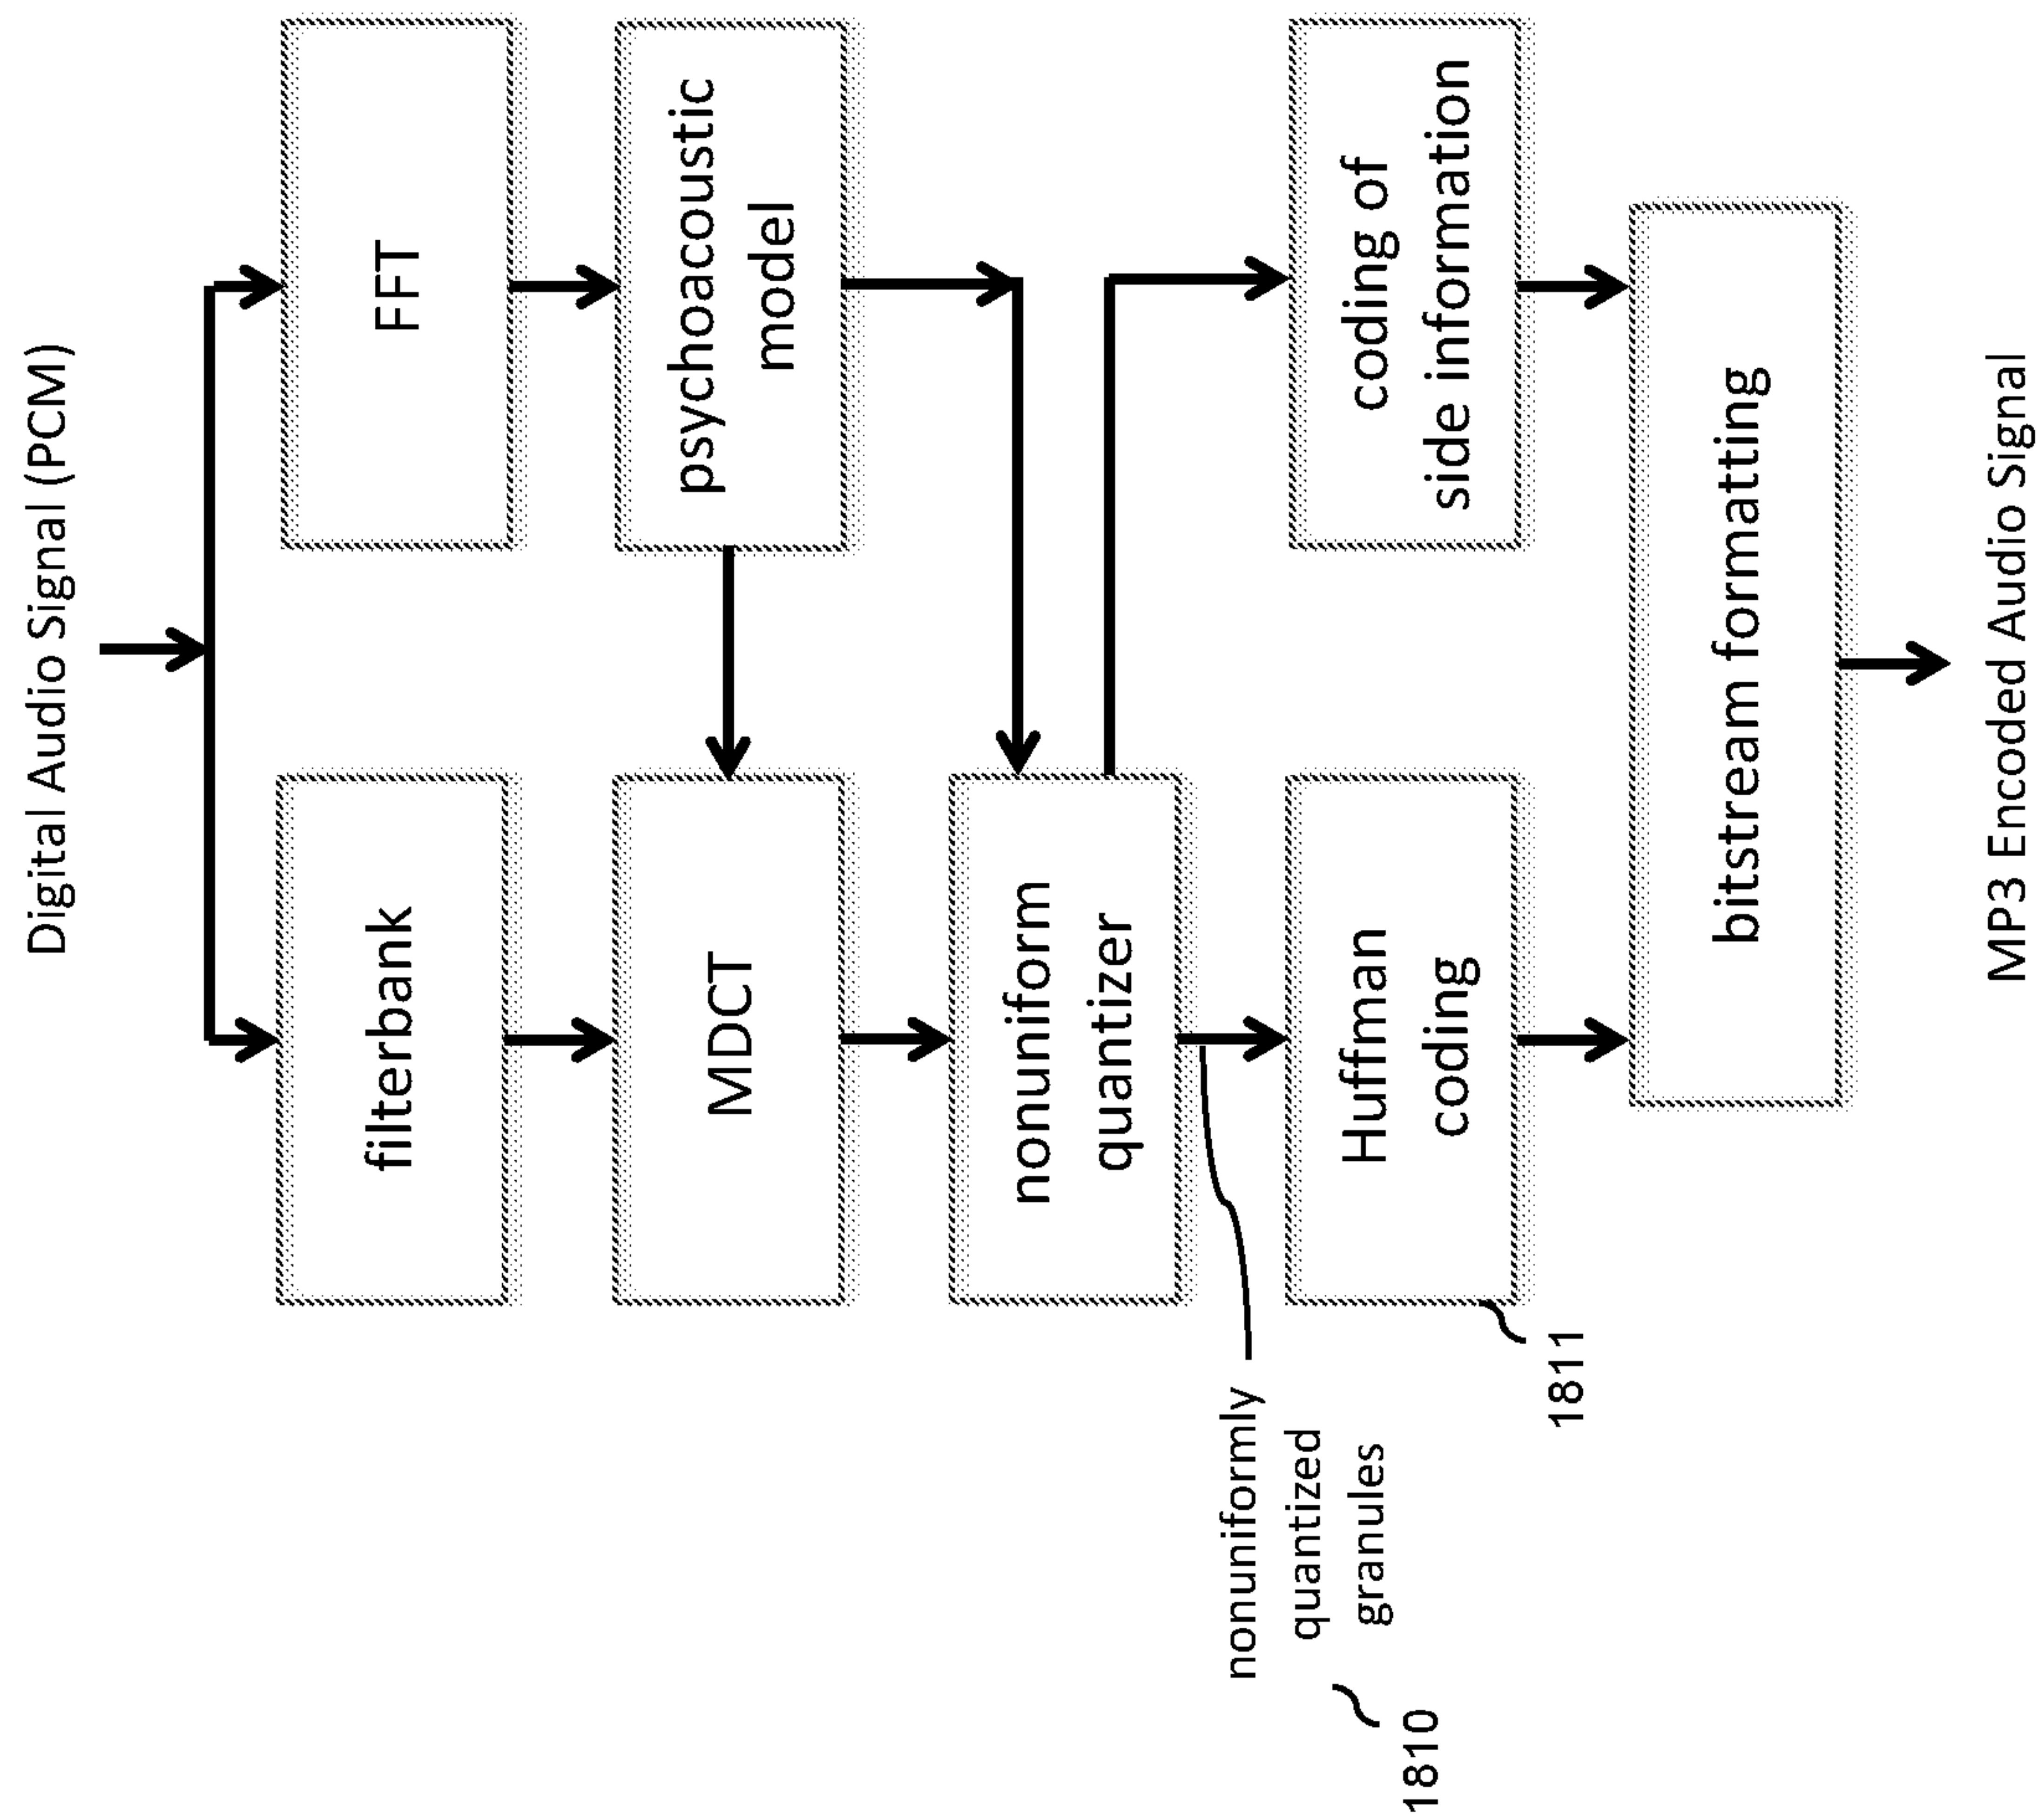 Digital Audio Signal (PCM)
filterbank
FFT
MDCT
psychoacoustic
model
nonuniform
quantizer
nonuniformly
quantized
granules
1810
Huffman
coding
1811
coding of
side information
bitstream formatting
MP3 Encoded Audio Signal